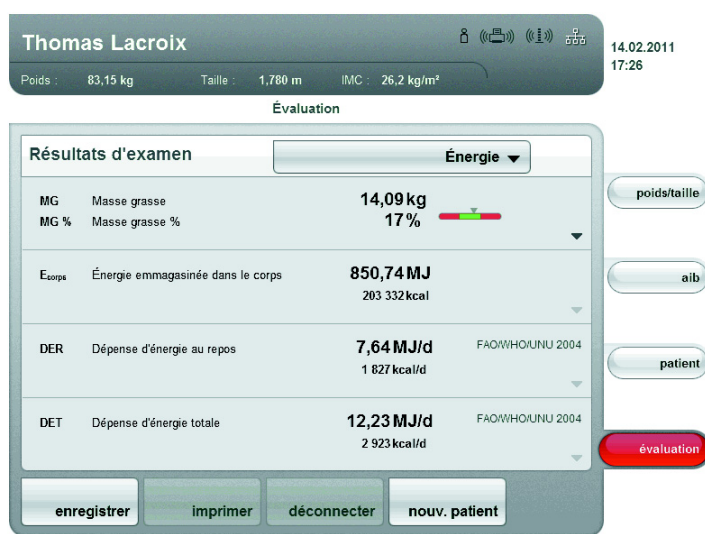 Thomas Lacroix
Poids : 83,15 kg Taille : 1,780 m IMC : 26,2 kg/m²
14.02.2011
17:26
Évaluation
Résultats d'examen
Énergie
MG Masse grasse 14,09 kg
MG % Masse grasse % 17 %
Ecorps Énergie emmagasinée dans le corps 850,74 MJ
203 332 kcal
DER Dépense d'énergie au repos 7,64 MJ/d FAO/WHO/UNU 2004
1 827 kcal/d
DET Dépense d'énergie totale 12,23 MJ/d FAO/WHO/UNU 2004
2 923 kcal/d
poids/taille
aib
patient
évaluation
enregistrer imprimer déconnecter nouv. patient